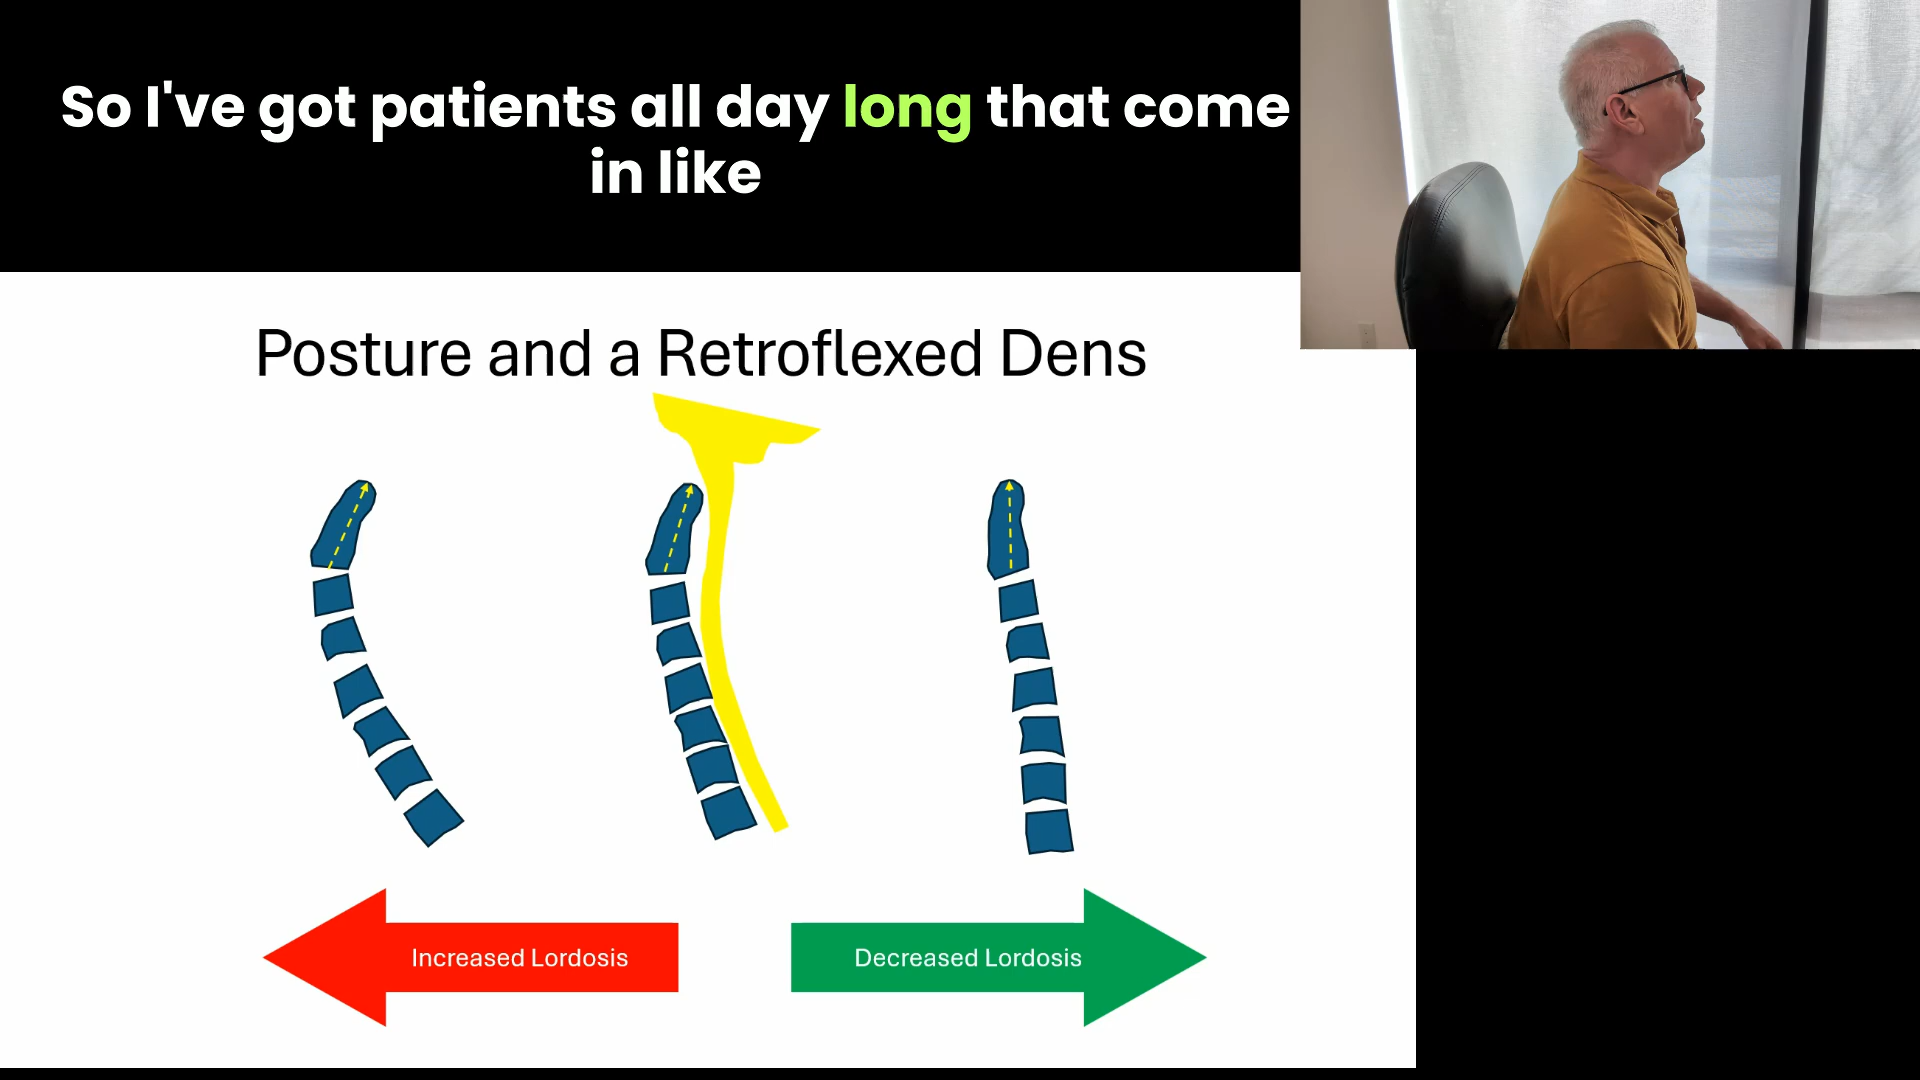 So I've got patients all day long that come
in like
Posture and a Retroflexed Dens
Increased Lordosis
Decreased Lordosis